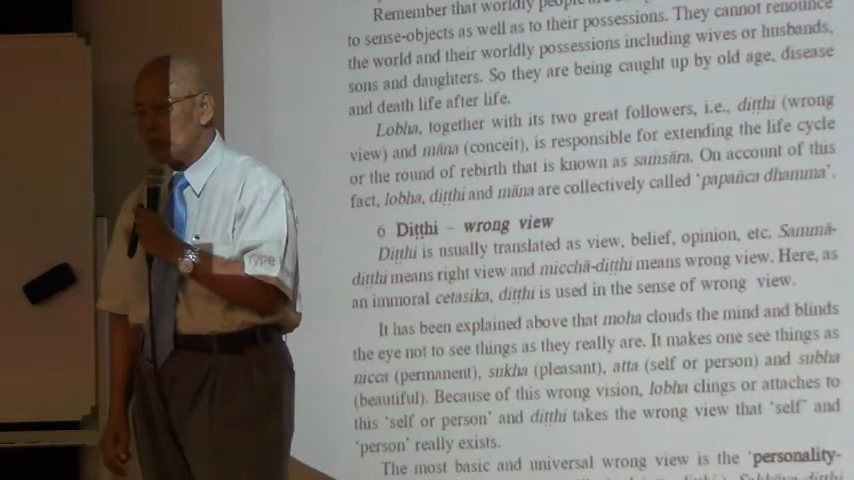 Remember that worldly people are
to sense-objects as well as to their possessions. They cannot renounce
the world and their worldly possessions including wives or husbands,
sons and daughters. So they are being caught up by old age, disease
and death life after life.
Lobha, together with its two great followers, i.e., diṭṭhi (wrong
view) and māna (conceit), is responsible for extending the life cycle
or the round of rebirth that is known as saṁsāra. On account of this
fact, lobha, diṭṭhi and māna are collectively called 'papañca dhamma'.
6 Diṭṭhi – wrong view
Diṭṭhi is usually translated as view, belief, opinion, etc. Sammā-
diṭṭhi means right view and micchā-diṭṭhi means wrong view. Here, as
an immoral cetasika, diṭṭhi is used in the sense of wrong view.
It has been explained above that moha clouds the mind and blinds
the eye not to see things as they really are. It makes one see things as
nicca (permanent), sukha (pleasant), atta (self or person) and subha
(beautiful). Because of this wrong vision, lobha clings or attaches to
this 'self or person' and diṭṭhi takes the wrong view that 'self' and
'person' really exists.
The most basic and universal wrong view is the 'personality-
Type